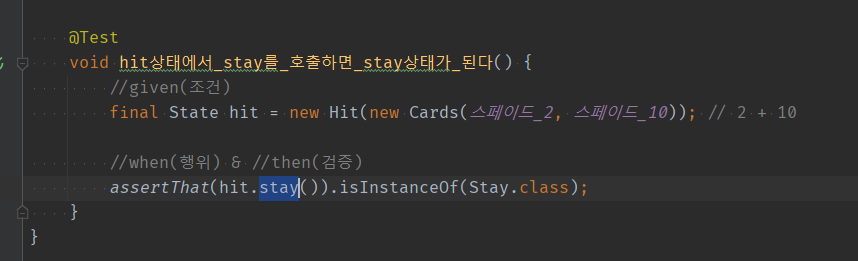 @Test
void hit상태에서_stay를_호출하면_stay상태가_된다() {
//given(조건)
final State hit = new Hit(new Cards(스페이드_2, 스페이드_10)); // 2 + 10
//when(행위) & //then(검증)
assertThat(hit.stay()).isInstanceOf(Stay.class);
}
}